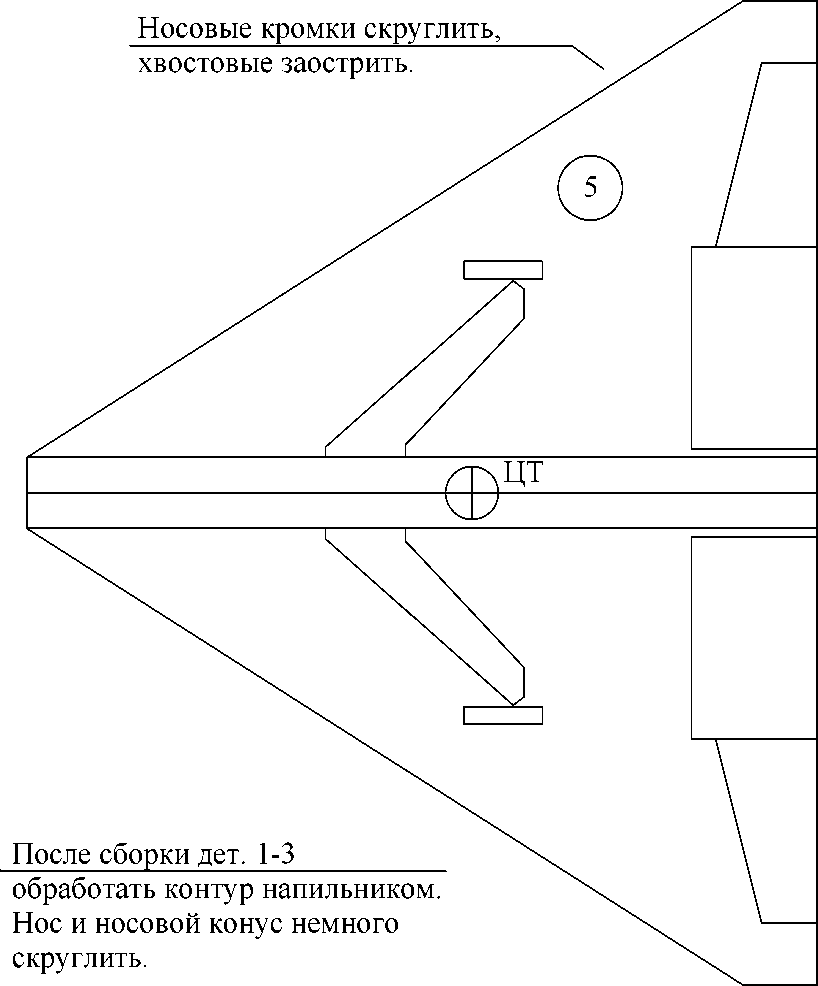 Носовые кромки скруглить,
хвостовые заострить.
5
ЦТ
После сборки дет. 1-3
обработать контур напильником.
Нос и носовой конус немного
скруглить.